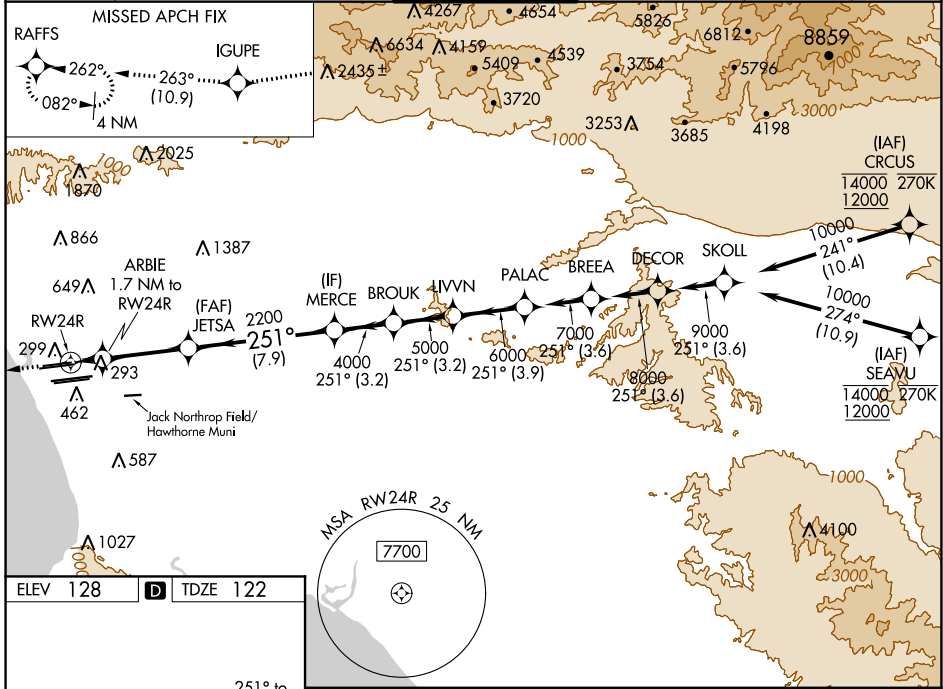 MISSED APCH FIX
RAFFS
IGUPE
262°
263°
(10.9)
082°
4 NM
4267
4654
5826
6812
8859
6634
4159
2435±
5409
4539
3754
5796
3720
3253
3685
4198
3000
1000
(IAF)
CRCUS
14000 270K
12000
2025
1000
1870
866
1387
649
ARBIE
1.7 NM to
RW24R
RW24R
299
293
462
(FAF)
JETSA
2200
251°
(7.9)
(IF)
MERCE
BROUK
LIVVN
PALAC
BREEA
DECOR
SKOLL
4000
251° (3.2)
5000
251° (3.2)
6000
251° (3.9)
7000
251° (3.6)
8000
251° (3.6)
9000
251° (3.6)
10000
241°
(10.4)
10000
274°
(10.9)
(IAF)
SEAVU
14000 270K
12000
Jack Northrop Field/
Hawthorne Muni
587
1027
1000
4100
3000
MSA RW24R 25 NM
7700
ELEV 128 D TDZE 122
251° to